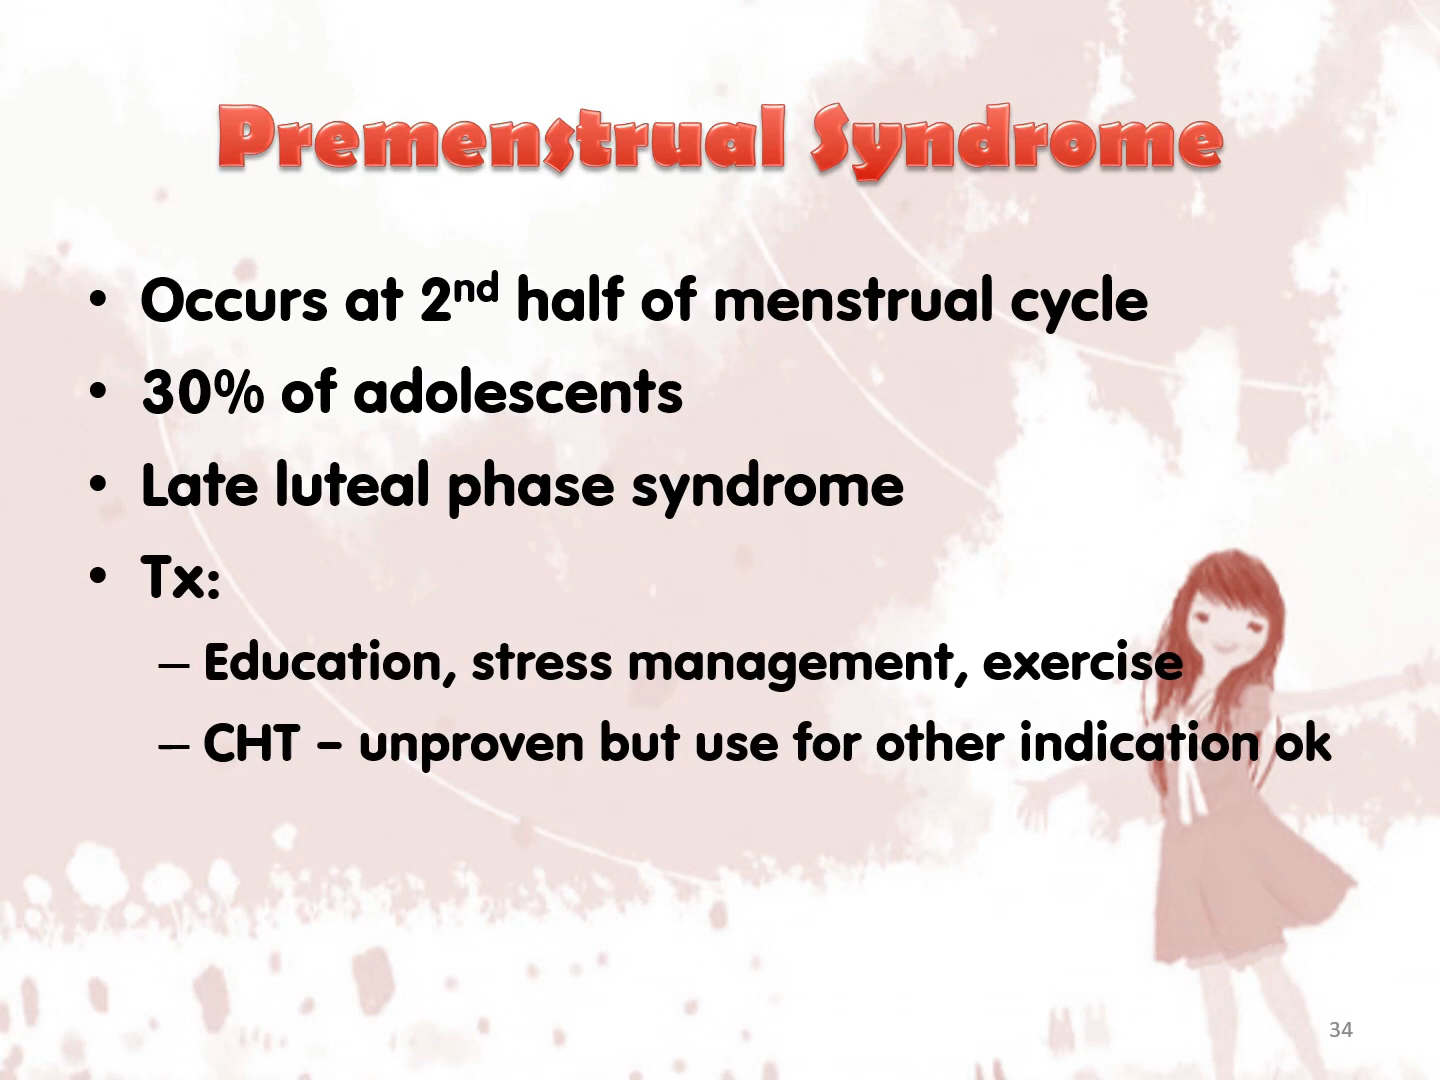 Premenstrual Syndrome
• Occurs at 2nd half of menstrual cycle
• 30% of adolescents
• Late luteal phase syndrome
• Tx:
– Education, stress management, exercise
– CHT – unproven but use for other indication ok
34